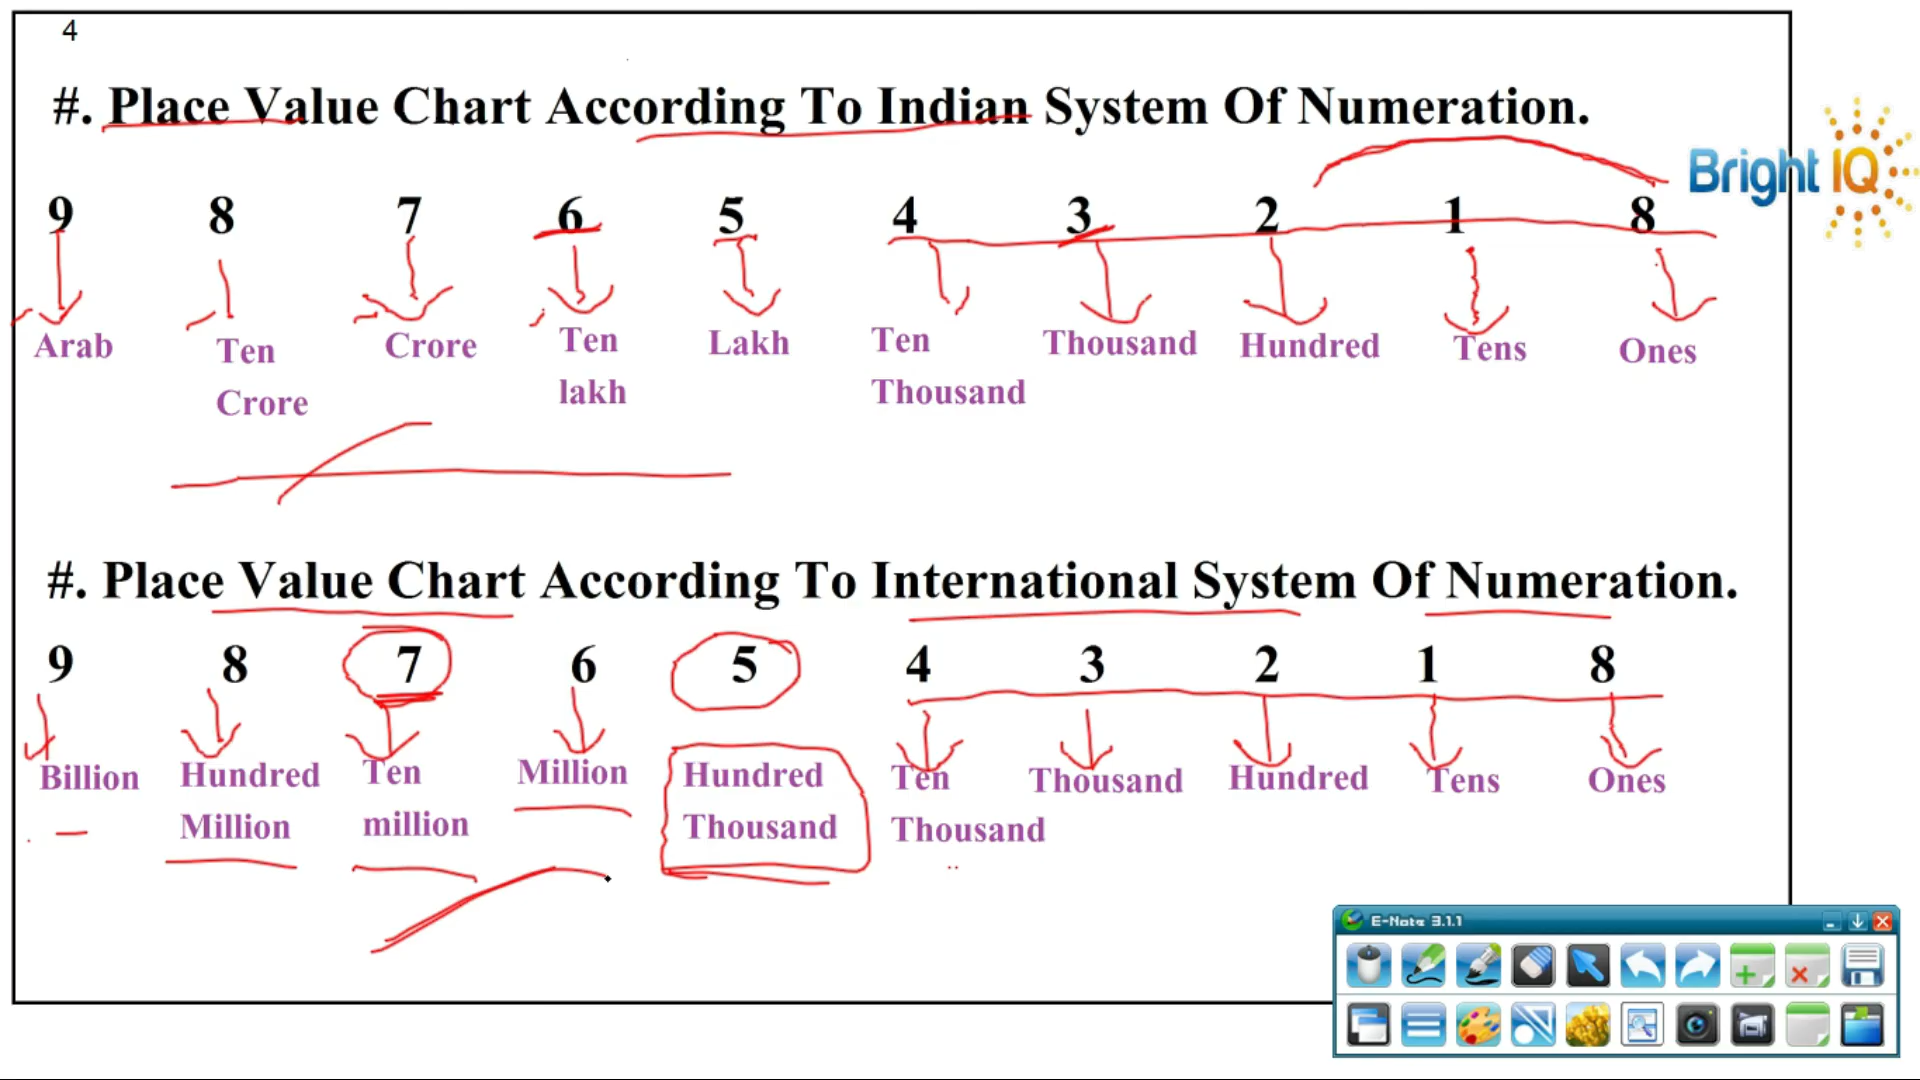 4
#. Place Value Chart According To Indian System Of Numeration.
Bright IQ
9 8 7 6 5 4 3 2 1 8
Arab Ten Crore Crore Ten lakh Lakh Ten Thousand Thousand Hundred Tens Ones
#. Place Value Chart According To International System Of Numeration.
9 8 7 6 5 4 3 2 1 8
Billion Hundred Million Ten million Million Hundred Thousand Ten Thousand Thousand Hundred Tens Ones
E-Note 3.1.1